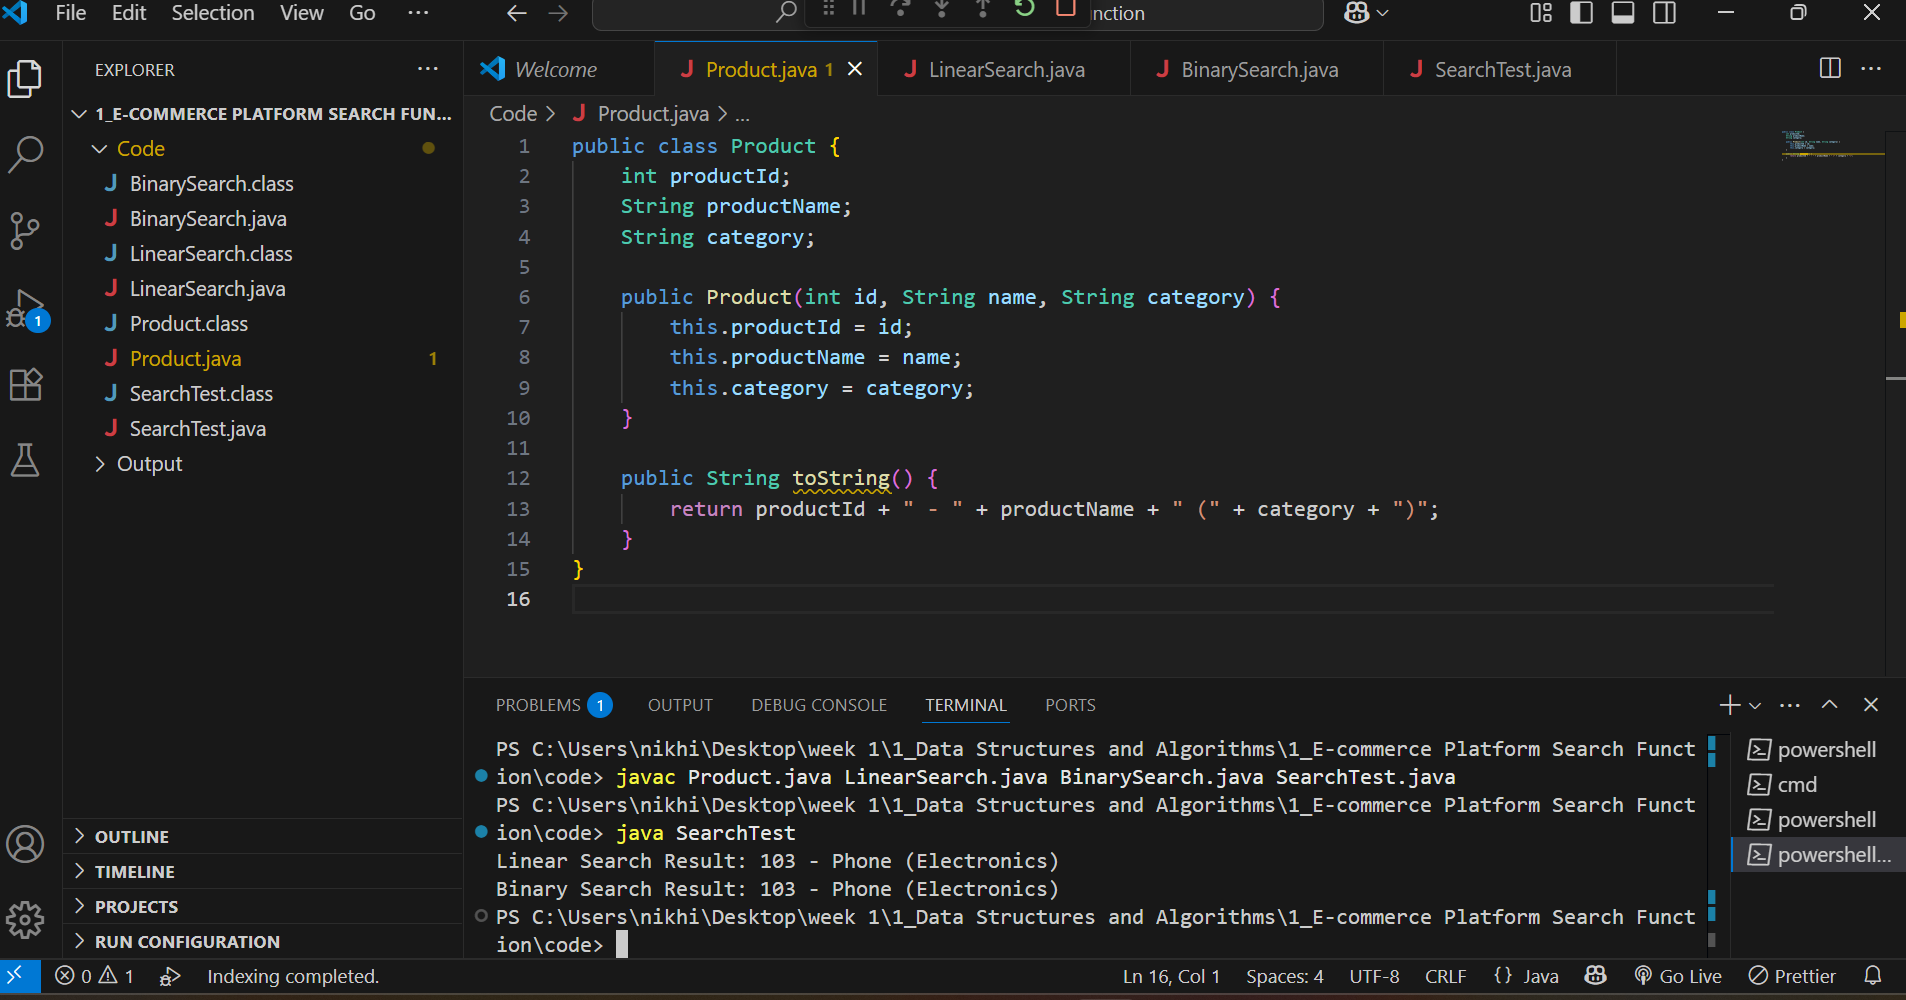 File Edit Selection View Go ··· nction
EXPLORER ···
1_E-COMMERCE PLATFORM SEARCH FUN...
Code
BinarySearch.class
BinarySearch.java
LinearSearch.class
LinearSearch.java
Product.class
Product.java 1
SearchTest.class
SearchTest.java
Output
OUTLINE
TIMELINE
PROJECTS
RUN CONFIGURATION
1
Welcome Product.java 1 LinearSearch.java BinarySearch.java SearchTest.java
Code > Product.java > ...
1 public class Product {
2 int productId;
3 String productName;
4 String category;
5
6 public Product(int id, String name, String category) {
7 this.productId = id;
8 this.productName = name;
9 this.category = category;
10 }
11
12 public String toString() {
13 return productId + " - " + productName + " (" + category + ")";
14 }
15 }
16
PROBLEMS 1 OUTPUT DEBUG CONSOLE TERMINAL PORTS
PS C:\Users\nikhi\Desktop\week 1\1_Data Structures and Algorithms\1_E-commerce Platform Search Funct
ion\code> javac Product.java LinearSearch.java BinarySearch.java SearchTest.java
PS C:\Users\nikhi\Desktop\week 1\1_Data Structures and Algorithms\1_E-commerce Platform Search Funct
ion\code> java SearchTest
Linear Search Result: 103 - Phone (Electronics)
Binary Search Result: 103 - Phone (Electronics)
PS C:\Users\nikhi\Desktop\week 1\1_Data Structures and Algorithms\1_E-commerce Platform Search Funct
ion\code>
powershell
cmd
powershell
powershell...
0 1 Indexing completed. Ln 16, Col 1 Spaces: 4 UTF-8 CRLF {} Java Go Live Prettier